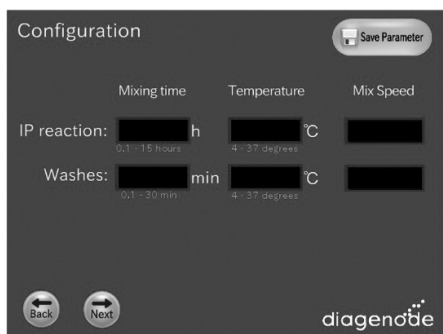 Configuration
Save Parameter
Mixing time Temperature Mix Speed
IP reaction: h ℃
0.1 - 15 hours 4 - 37 degrees
Washes: min ℃
0.1 - 30 min 4 - 37 degrees
Back Next
diagenode